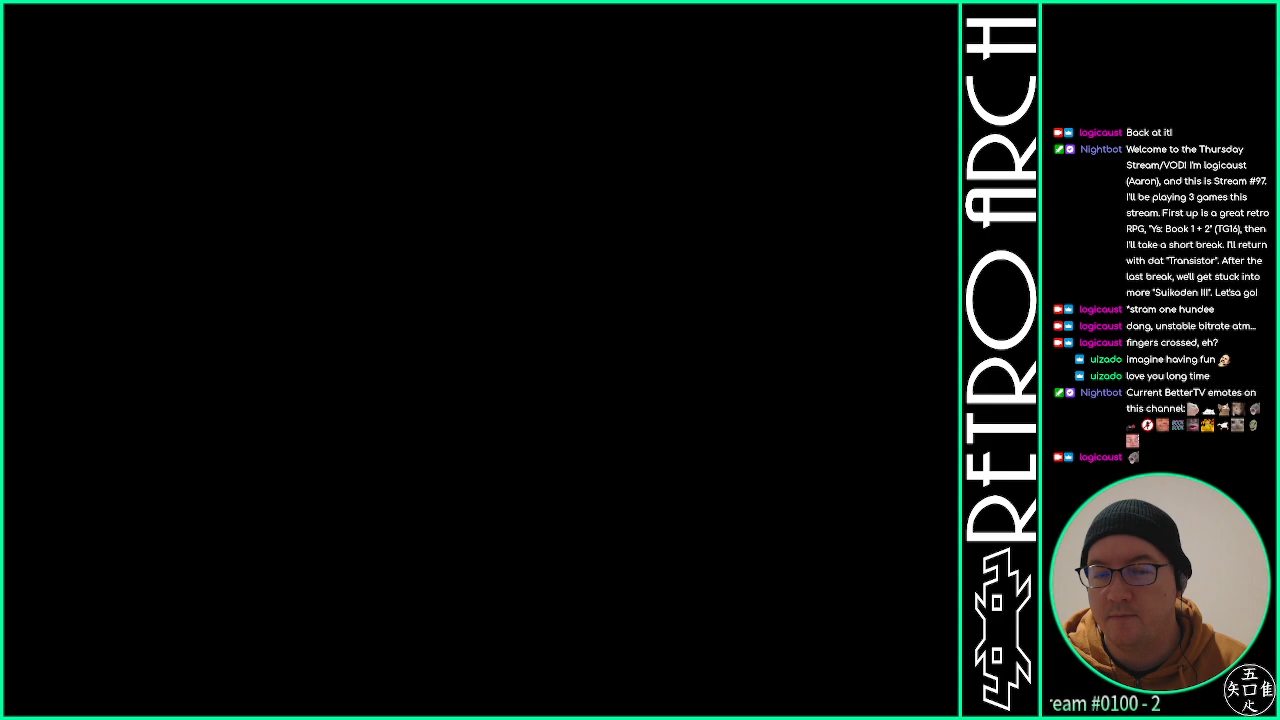 RETRO ARCH
logicaust Back at it!
Nightbot Welcome to the Thursday
Stream/VOD! I'm logicaust
(Aaron), and this is Stream #97.
I'll be playing 3 games this
stream. First up is a great retro
RPG, "Ys: Book 1 + 2" (TG16), then
I'll take a short break. I'll return
with dat "Transistor". After the
last break, we'll get stuck into
more "Suikoden III". Let'sa go!
logicaust *stram one hundee
logicaust dang, unstable bitrate atm...
logicaust fingers crossed, eh?
uizado imagine having fun
uizado love you long time
Nightbot Current BetterTV emotes on
this channel:
logicaust
eam #0100 - 2
五
矢口隹
止